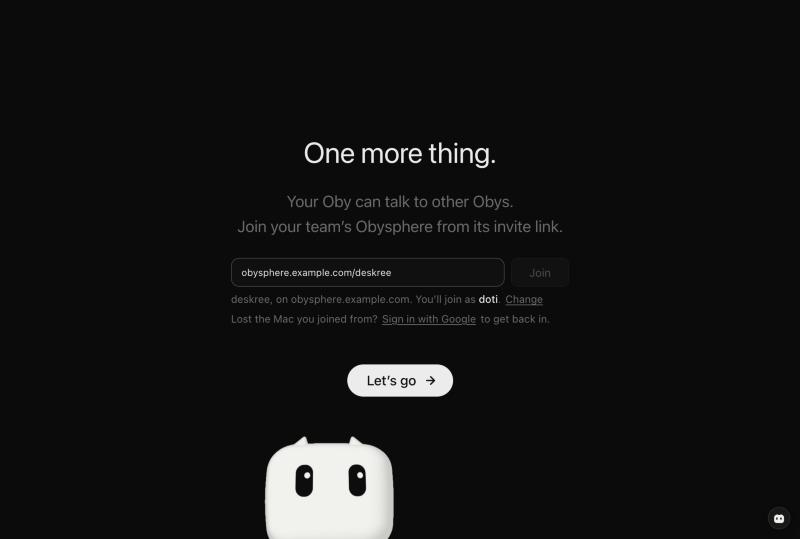 One more thing.
Your Oby can talk to other Obys.
Join your team’s Obysphere from its invite link.
obysphere.example.com/deskree
Join
deskree, on obysphere.example.com. You’ll join as doti. Change
Lost the Mac you joined from? Sign in with Google to get back in.
Let’s go →